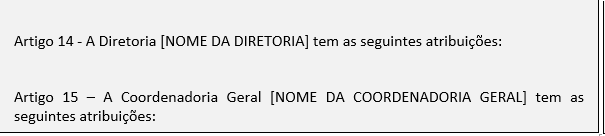 Artigo 14 - A Diretoria [NOME DA DIRETORIA] tem as seguintes atribuições:
Artigo 15 – A Coordenadoria Geral [NOME DA COORDENADORIA GERAL] tem as
seguintes atribuições: